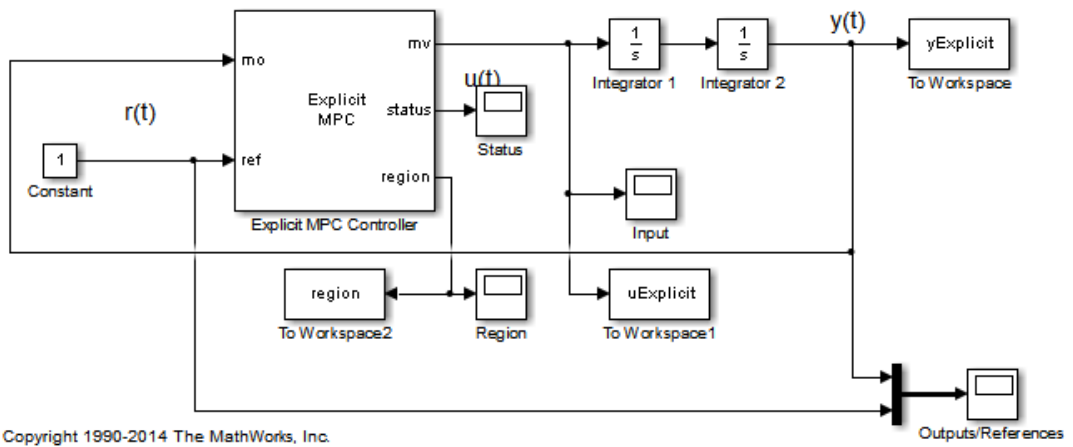 y(t)
mv
1
s
1
s
yExplicit
mo
Integrator 1
Integrator 2
To Workspace
u(t)
Explicit
MPC
r(t)
status
Status
1
ref
Constant
region
Explicit MPC Controller
Input
region
uExplicit
To Workspace2
Region
To Workspace1
Outputs/References
Copyright 1990-2014 The MathWorks, Inc.